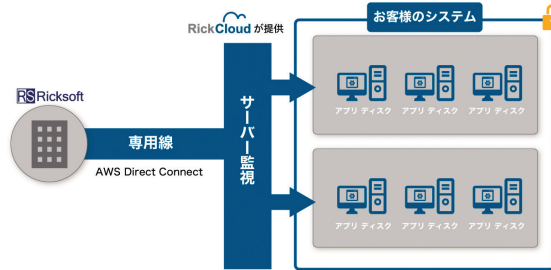 RickCloud が提供
お客様のシステム
RS Ricksoft
専用線
AWS Direct Connect
サーバー監視
アプリ ディスク アプリ ディスク アプリ ディスク
アプリ ディスク アプリ ディスク アプリ ディスク